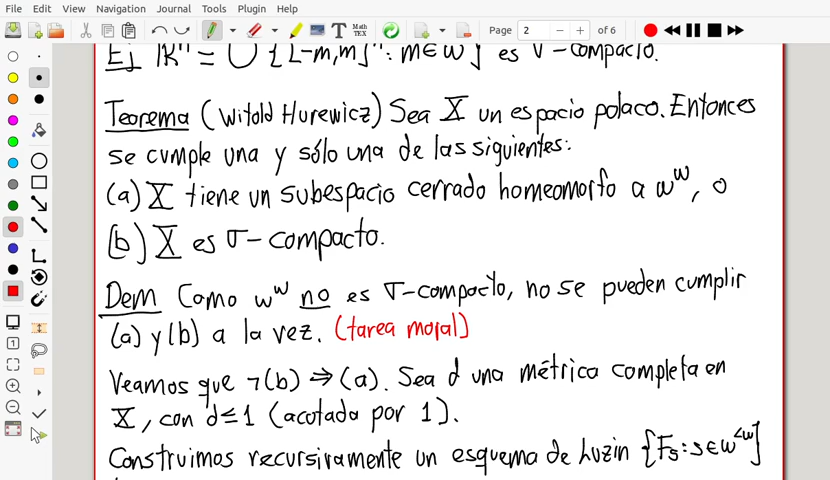 File Edit View Journal Tools Plugin Help
Page 2 of 6
Ej ℝⁿ = ∪ {[-m,m]ⁿ : m∈ω} es σ-compacto.
Teorema (Witold Hurewicz) Sea X un espacio polaco. Entonces
se cumple una y sólo una de las siguientes:
(a) X tiene un subespacio cerrado homeomorfo a ω^ω, o
(b) X es σ-compacto.
Dem Como ω^ω no es σ-compacto, no se pueden cumplir
(a) y (b) a la vez. (tarea moral)
Veamos que ¬(b) ⇒ (a). Sea d una métrica completa en
X, con d ≤ 1 (acotada por 1).
Construimos recursivamente un esquema de Luzin {F_s : s∈ω^{<ω}}